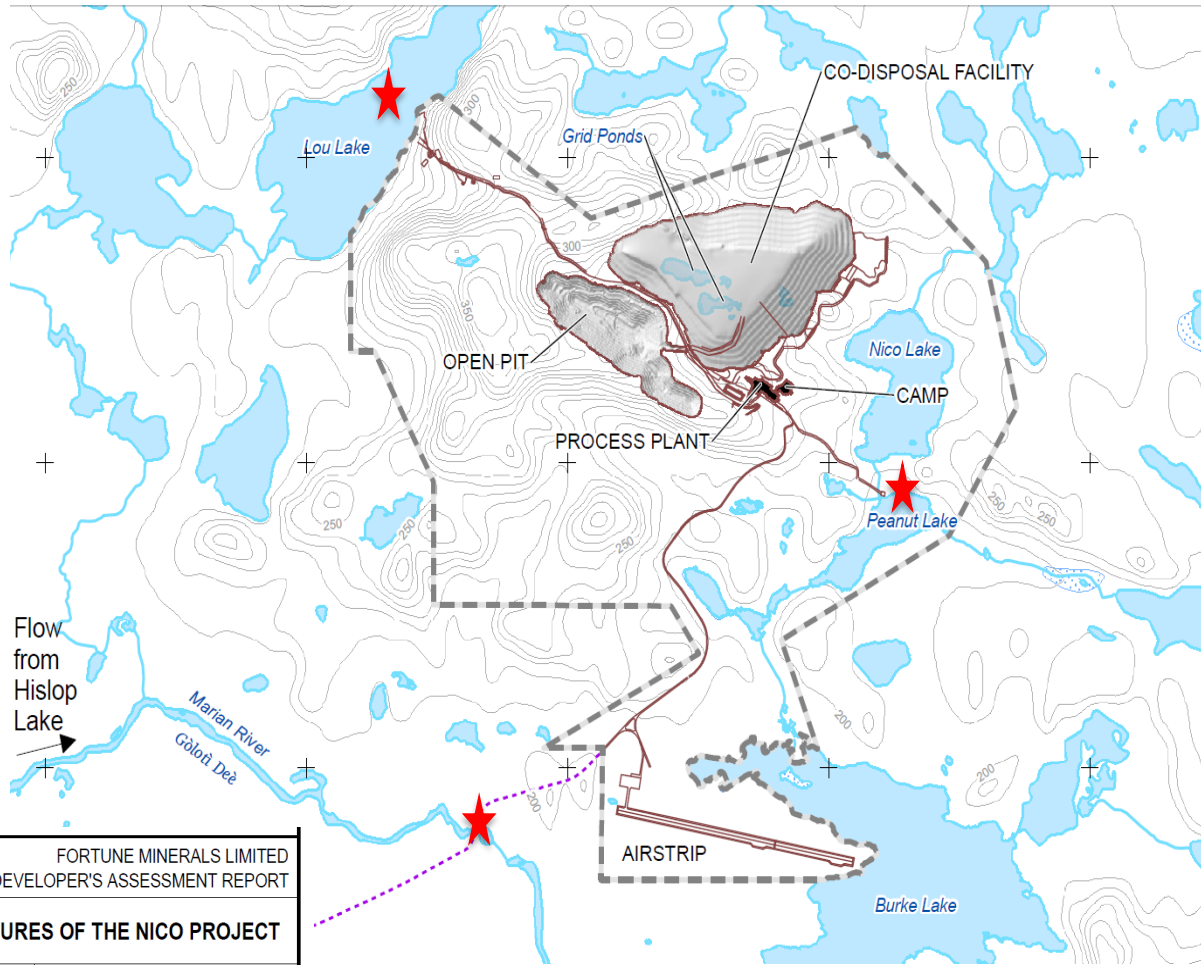 250
300
CO-DISPOSAL FACILITY
Lou Lake
Grid Ponds
300
350
OPEN PIT
Nico Lake
CAMP
PROCESS PLANT
250
250
250
250
250
Peanut Lake
Flow
from
Hislop
Lake
Marian River
Gòlotì Deè
200
200
200
AIRSTRIP
Burke Lake
FORTUNE MINERALS LIMITED
DEVELOPER'S ASSESSMENT REPORT
URES OF THE NICO PROJECT